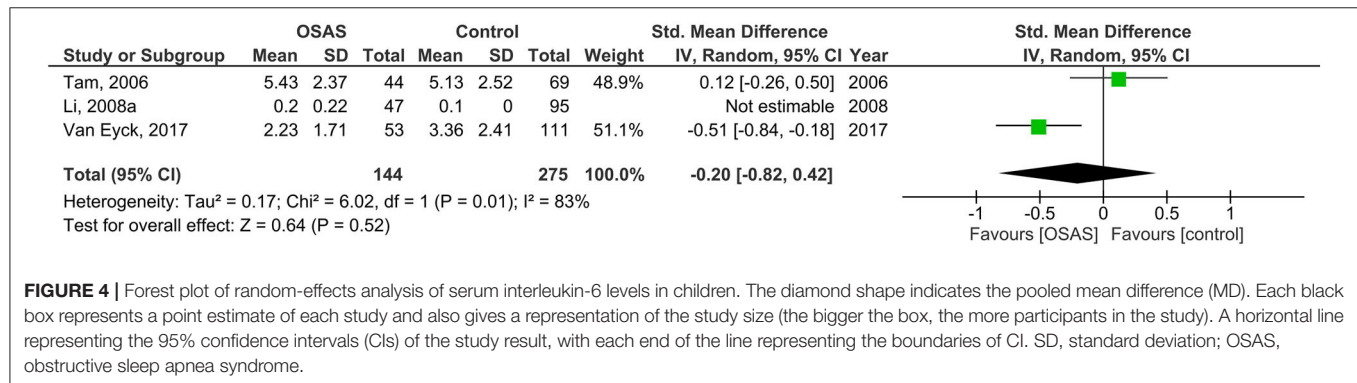 OSAS Control Std. Mean Difference Std. Mean Difference
Study or Subgroup Mean SD Total Mean SD Total Weight IV, Random, 95% CI Year IV, Random, 95% CI
Tam, 2006 5.43 2.37 44 5.13 2.52 69 48.9% 0.12 [-0.26, 0.50] 2006
Li, 2008a 0.2 0.22 47 0.1 0 95 Not estimable 2008
Van Eyck, 2017 2.23 1.71 53 3.36 2.41 111 51.1% -0.51 [-0.84, -0.18] 2017
Total (95% CI) 144 275 100.0% -0.20 [-0.82, 0.42]
Heterogeneity: Tau² = 0.17; Chi² = 6.02, df = 1 (P = 0.01); I² = 83%
Test for overall effect: Z = 0.64 (P = 0.52)
-1 -0.5 0 0.5 1
Favours [OSAS] Favours [control]
FIGURE 4 | Forest plot of random-effects analysis of serum interleukin-6 levels in children. The diamond shape indicates the pooled mean difference (MD). Each black
box represents a point estimate of each study and also gives a representation of the study size (the bigger the box, the more participants in the study). A horizontal line
representing the 95% confidence intervals (CIs) of the study result, with each end of the line representing the boundaries of CI. SD, standard deviation; OSAS,
obstructive sleep apnea syndrome.